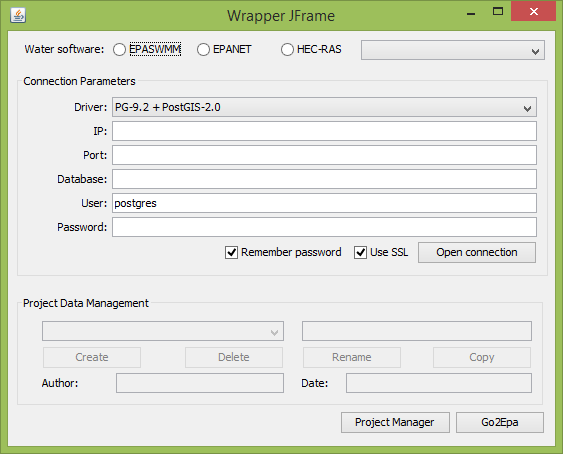 Wrapper JFrame
Water software: EPASWMM EPANET HEC-RAS
Connection Parameters
Driver: PG-9.2 + PostGIS-2.0
IP:
Port:
Database:
User: postgres
Password:
Remember password Use SSL Open connection
Project Data Management
Create Delete Rename Copy
Author: Date:
Project Manager Go2Epa